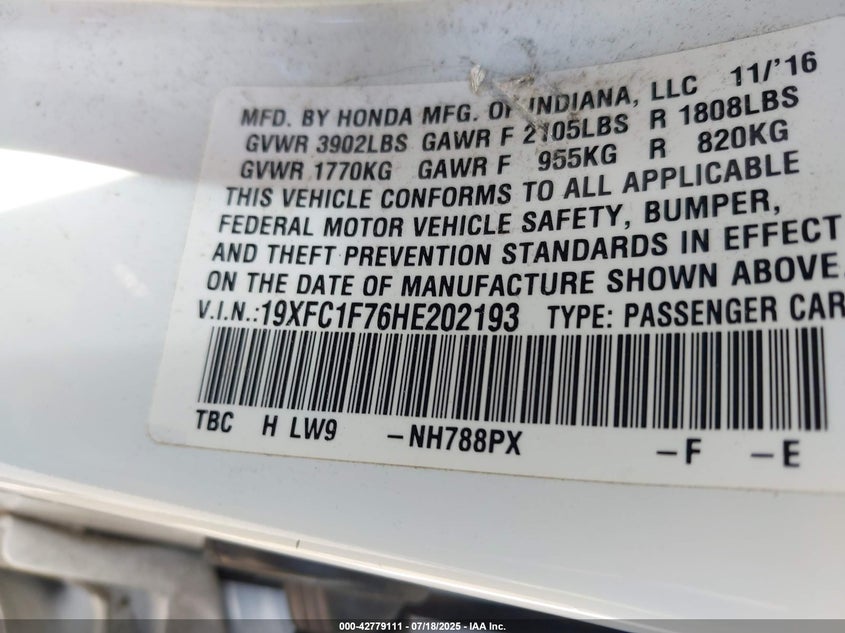 MFD. BY HONDA MFG. OF INDIANA, LLC 11/'16
GVWR 3902LBS GAWR F 2105LBS R 1808LBS
GVWR 1770KG GAWR F 955KG R 820KG
THIS VEHICLE CONFORMS TO ALL APPLICABLE
FEDERAL MOTOR VEHICLE SAFETY, BUMPER,
AND THEFT PREVENTION STANDARDS IN EFFECT
ON THE DATE OF MANUFACTURE SHOWN ABOVE.
V.I.N.:19XFC1F76HE202193 TYPE: PASSENGER CAR
TBC H LW9 -NH788PX -F -E
000-42779111 - 07/18/2025 - IAA Inc.